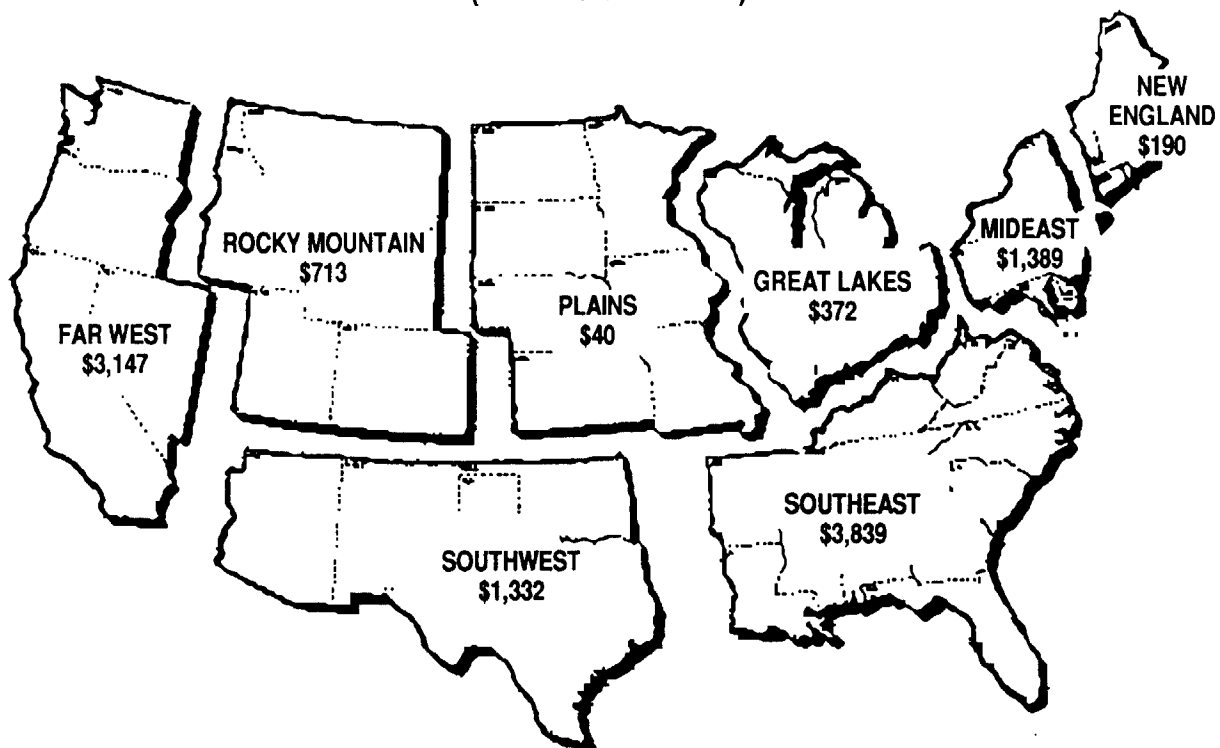 NEW
ENGLAND
$190
MIDEAST
$1,389
ROCKY MOUNTAIN
$713
GREAT LAKES
$372
PLAINS
$40
FAR WEST
$3,147
SOUTHEAST
$3,839
SOUTHWEST
$1,332